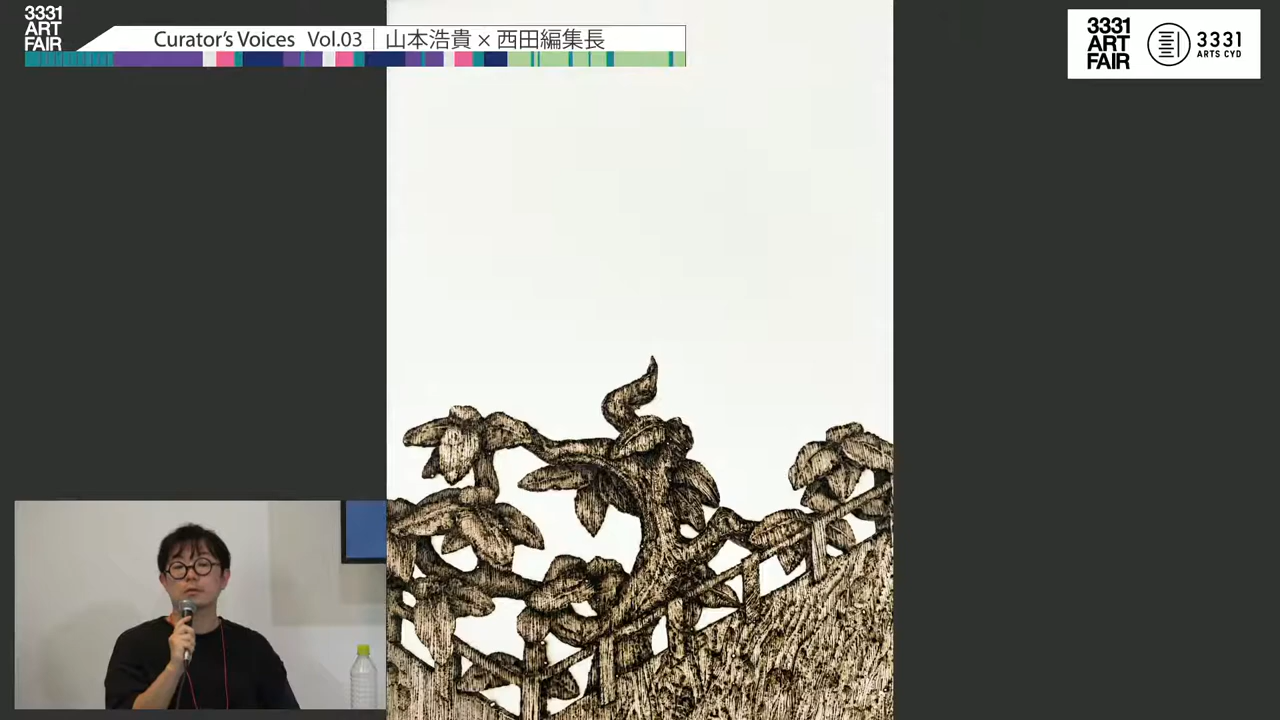 3331
ART
FAIR
Curator's Voices Vol.03 | 山本浩貴 × 西田編集長
3331
ART
FAIR
3331
ARTS CYD